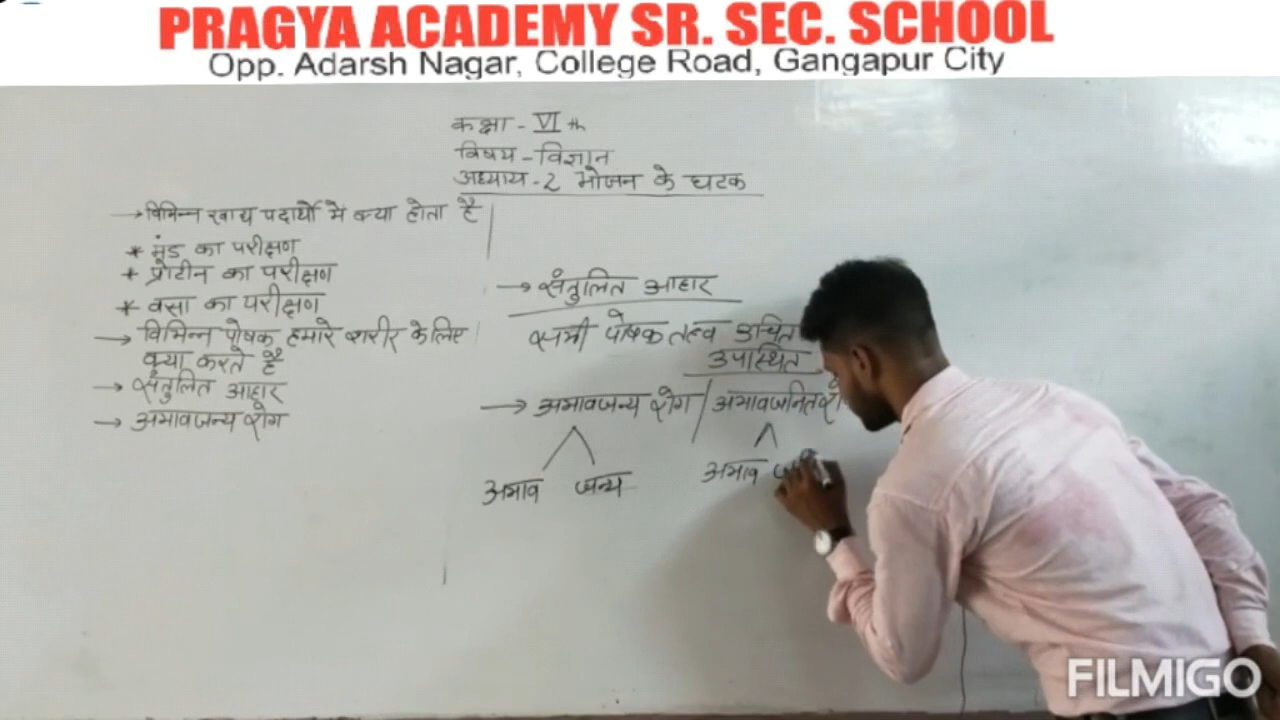 PRAGYA ACADEMY SR. SEC. SCHOOL
Opp. Adarsh Nagar, College Road, Gangapur City
कक्षा - VI th
विषय - विज्ञान
अध्याय - 2 भोजन के घटक
→ विभिन्न खाद्य पदार्थो मे क्या होता है
* मंड का परीक्षण
* प्रोटीन का परीक्षण
* वसा का परीक्षण
→ विभिन्न पोषक हमारे शरीर के लिए
क्या करते है
→ संतुलित आहार
→ अभावजन्य रोग
→ संतुलित आहार
सभी पोषक तत्व उचित
उपस्थित
→ अभावजन्य रोग / अभावजनित
अभाव जन्य
अभाव
FILMIGO